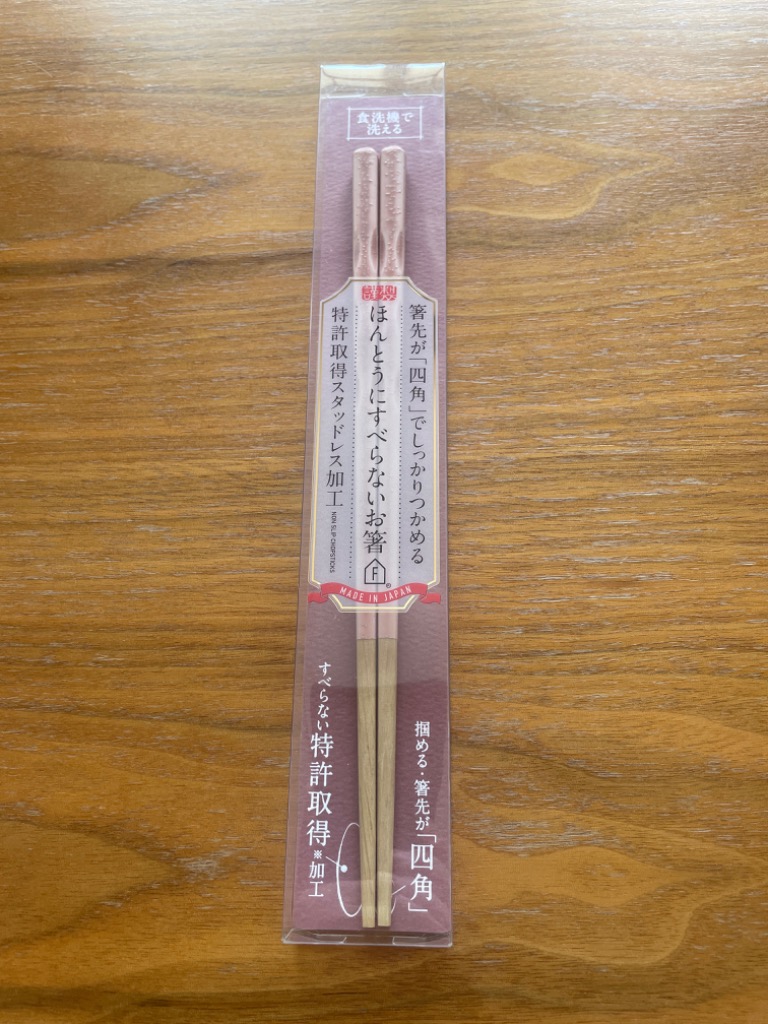 食洗機で
洗える
箸先が「四角」でしっかりつかめる
ほんとうにすべらないお箸
特許取得スタッドレス加工
NON SLIP CHOPSTICKS
F
MADE IN JAPAN
掴める・箸先が「四角」
すべらない特許取得※加工